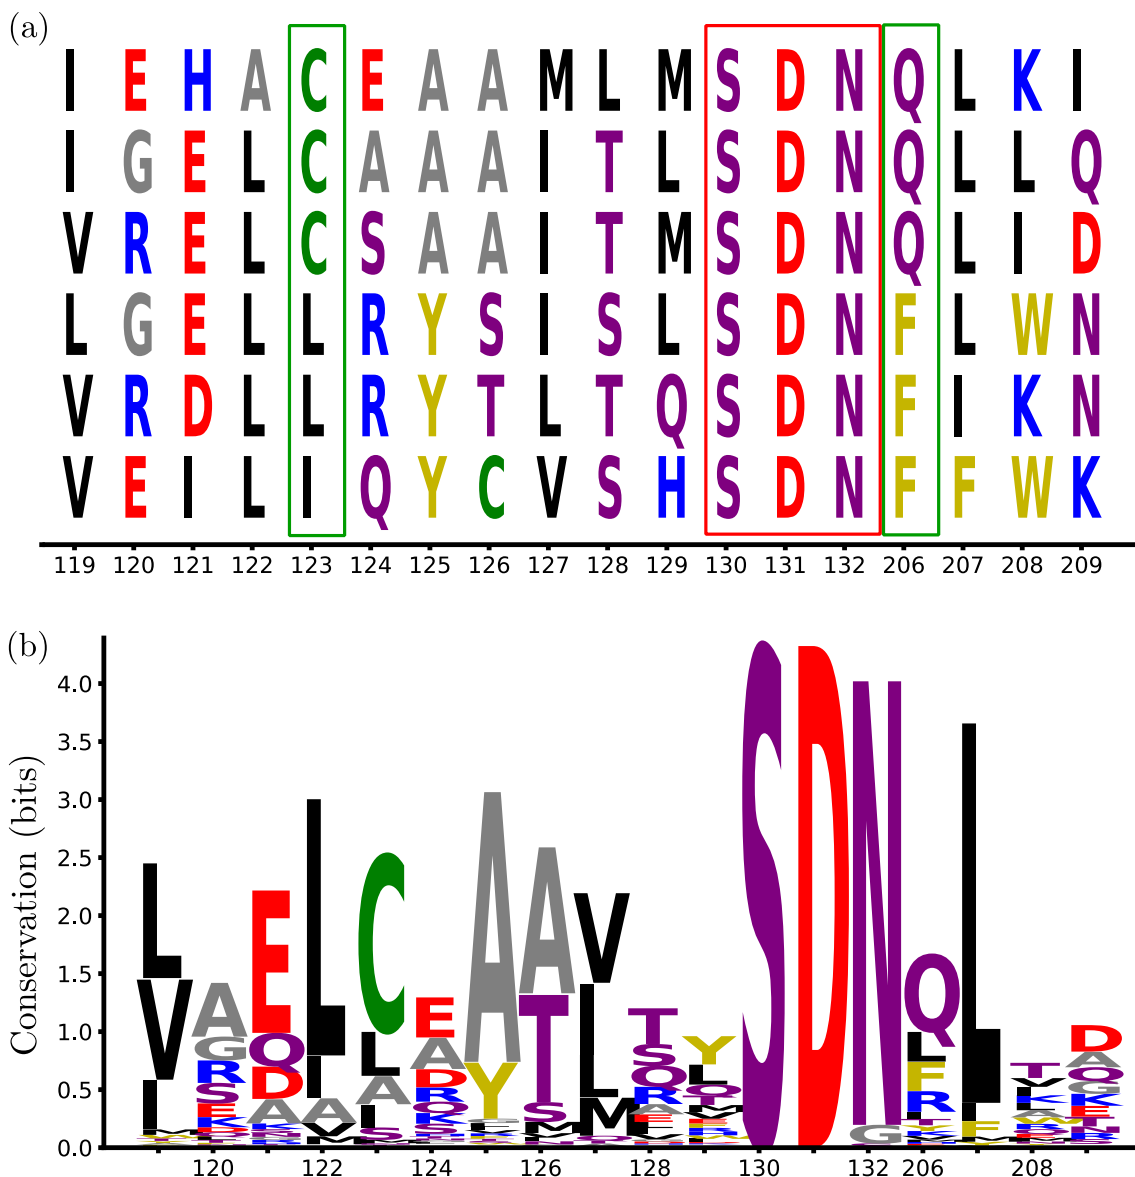 (a)
I E H A C E A A M L M S D N Q L K I
I G E L C A A A I T L S D N Q L L Q
V R E L C S A A I T M S D N Q L I D
L G E L L R Y S I S L S D N F L W N
V R D L L R Y T L T Q S D N F I K N
V E I L I Q Y C V S H S D N F F W K
119 120 121 122 123 124 125 126 127 128 129 130 131 132 206 207 208 209
(b)
Conservation (bits)
4.0
3.5
3.0
2.5
2.0
1.5
1.0
0.5
0.0
L V I
A G R S E K
E Q D A
L I A V
C L A I S
E A D R Q K S
A Y
A T S
V L M
T S Q R A E
Y L Q T
S
D
N G
Q L F R
L I F
T V
D A Q G K E T N
120 122 124 126 128 130 132 206 208